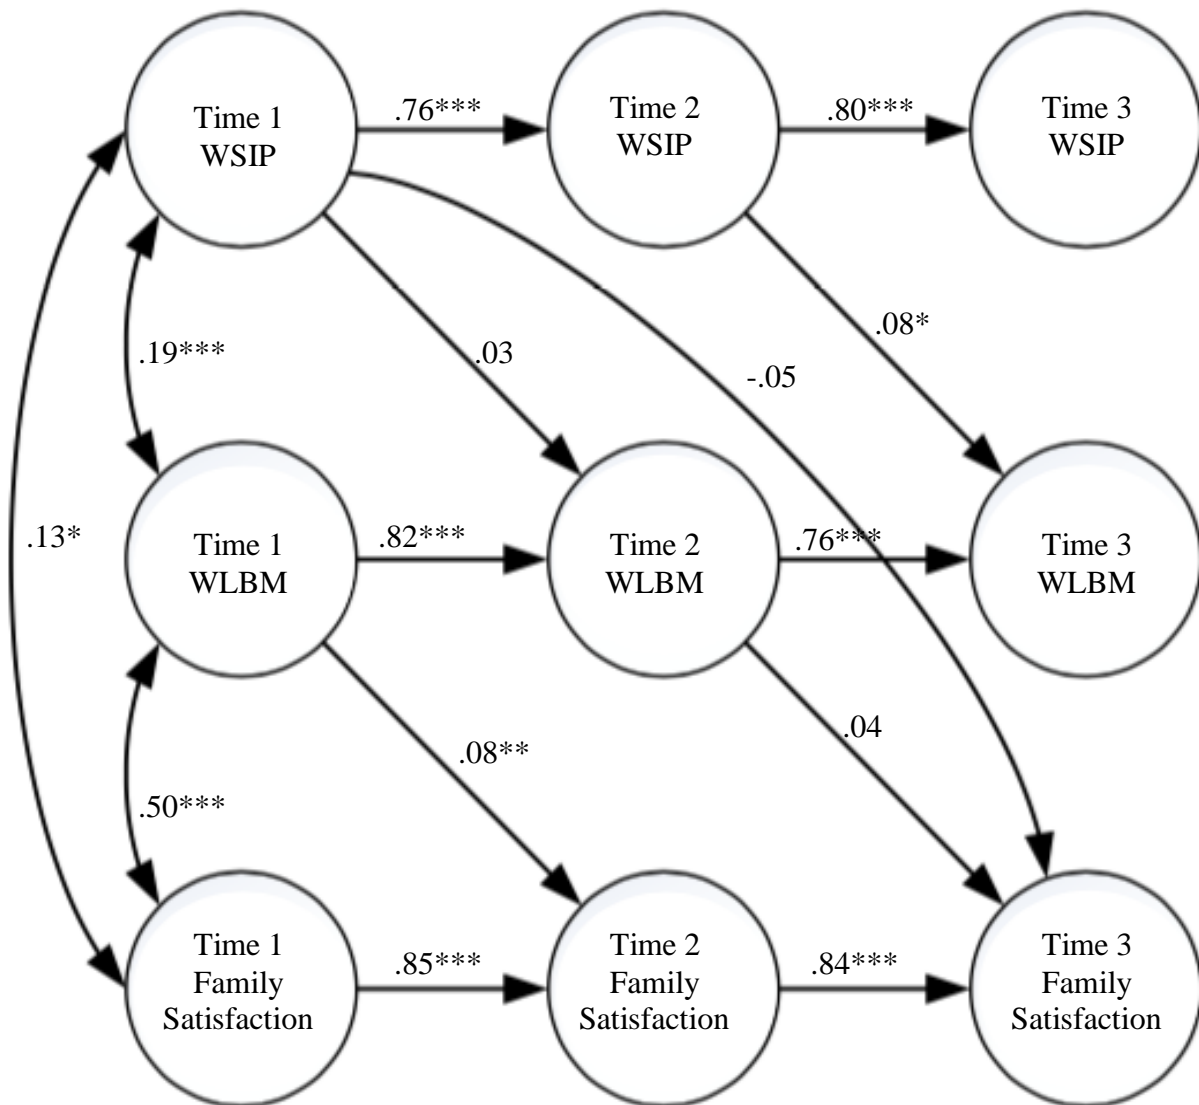 Time 1
WSIP
.76***
Time 2
WSIP
.80***
Time 3
WSIP
.19***
.03
-.05
.08*
.13*
Time 1
WLBM
.82***
Time 2
WLBM
.76***
Time 3
WLBM
.50***
.08**
.04
Time 1
Family
Satisfaction
.85***
Time 2
Family
Satisfaction
.84***
Time 3
Family
Satisfaction